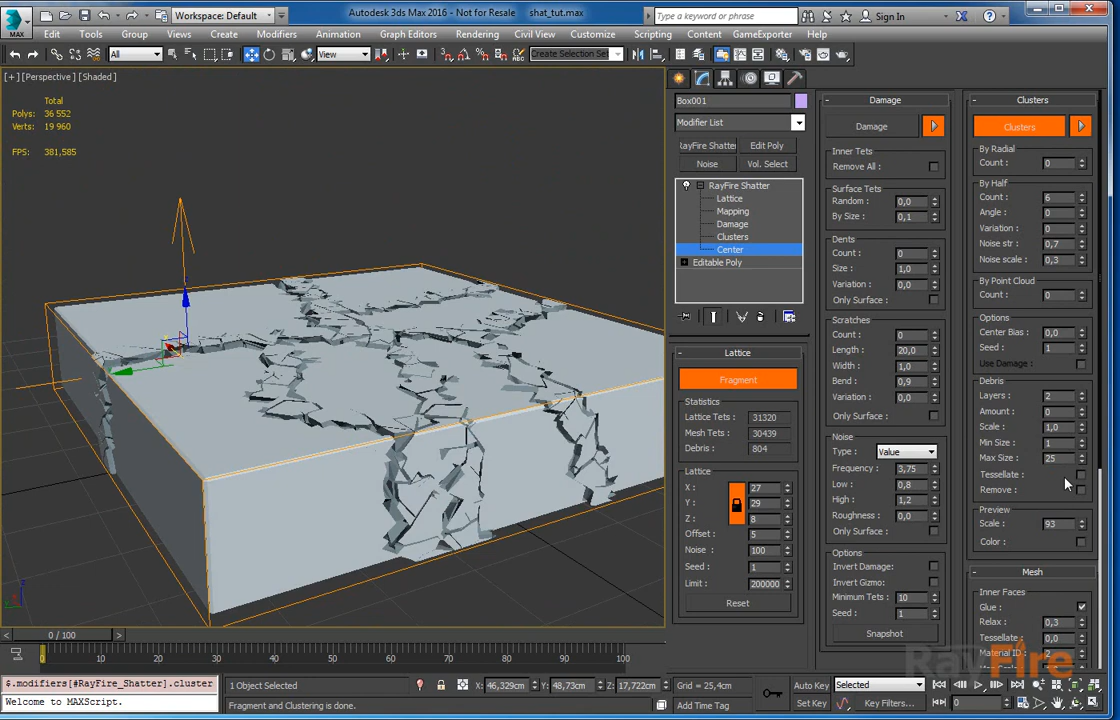 MAX
Workspace: Default
Autodesk 3ds Max 2016 - Not for Resale shat_tut.max
Type a keyword or phrase
Sign In
Edit Tools Group Views Create Modifiers Animation Graph Editors Rendering Civil View Customize Scripting Content GameExporter Help
All
View
Create Selection Sel
[+] [Perspective] [Shaded]
Total
Polys: 36 552
Verts: 19 960
FPS: 381,585
Box001
Modifier List
RayFire Shatter Edit Poly
Noise Vol. Select
RayFire Shatter
Lattice
Mapping
Damage
Clusters
Center
Editable Poly
Lattice
Fragment
Statistics
Lattice Tets: 31320
Mesh Tets: 30439
Debris: 804
Lattice
X: 27
Y: 29
Z: 8
Offset: 5
Noise: 100
Seed: 1
Limit: 200000
Reset
Damage
Damage
Inner Tets
Remove All :
Surface Tets
Random : 0,0
By Size : 0,1
Dents
Count : 0
Size : 1,0
Variation : 0,0
Only Surface :
Scratches
Count : 0
Length : 20,0
Width : 1,0
Bend : 0,9
Variation : 0,0
Only Surface :
Noise
Type : Value
Frequency : 3,75
Low : 0,8
High : 1,2
Roughness : 0,0
Only Surface :
Options
Invert Damage:
Invert Gizmo:
Minimum Tets : 10
Seed : 1
Snapshot
Clusters
Clusters
By Radial
Count : 0
By Half
Count : 6
Angle : 0
Variation : 0
Noise str : 0,7
Noise scale : 0,3
By Point Cloud
Count : 0
Options
Center Bias : 0,0
Seed : 1
Use Damage :
Debris
Layers : 2
Amount : 0
Scale : 1,0
Min Size : 1
Max Size : 25
Tessellate :
Remove :
Preview
Scale : 93
Color :
Mesh
Inner Faces
Glue :
Relax : 0,3
Tessellate : 0,0
Material ID : 2
RayFire
0 / 100
0 10 20 30 40 50 60 70 80 90 100
$.modifiers[#RayFire_Shatter].cluster
Welcome to MAXScript.
1 Object Selected
Fragment and Clustering is done.
X: 46,329cm Y: 48,73cm Z: 17,722cm Grid = 25,4cm
Add Time Tag
Auto Key Selected
Set Key Key Filters...
0